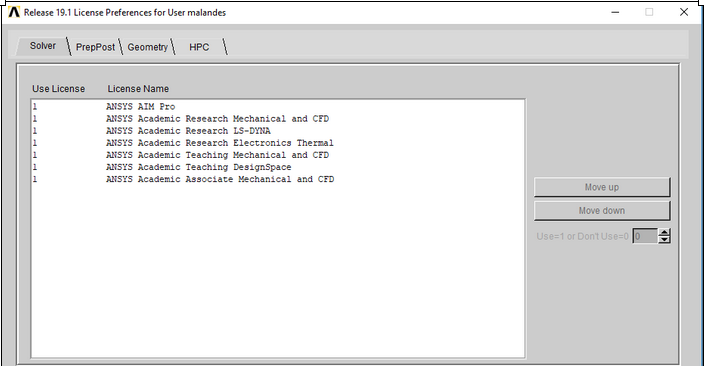 Release 19.1 License Preferences for User malandes
Solver PrepPost Geometry HPC
Use License License Name
1 ANSYS AIM Pro
1 ANSYS Academic Research Mechanical and CFD
1 ANSYS Academic Research LS-DYNA
1 ANSYS Academic Research Electronics Thermal
1 ANSYS Academic Teaching Mechanical and CFD
1 ANSYS Academic Teaching DesignSpace
1 ANSYS Academic Associate Mechanical and CFD
Move up
Move down
Use=1 or Don't Use=0 0